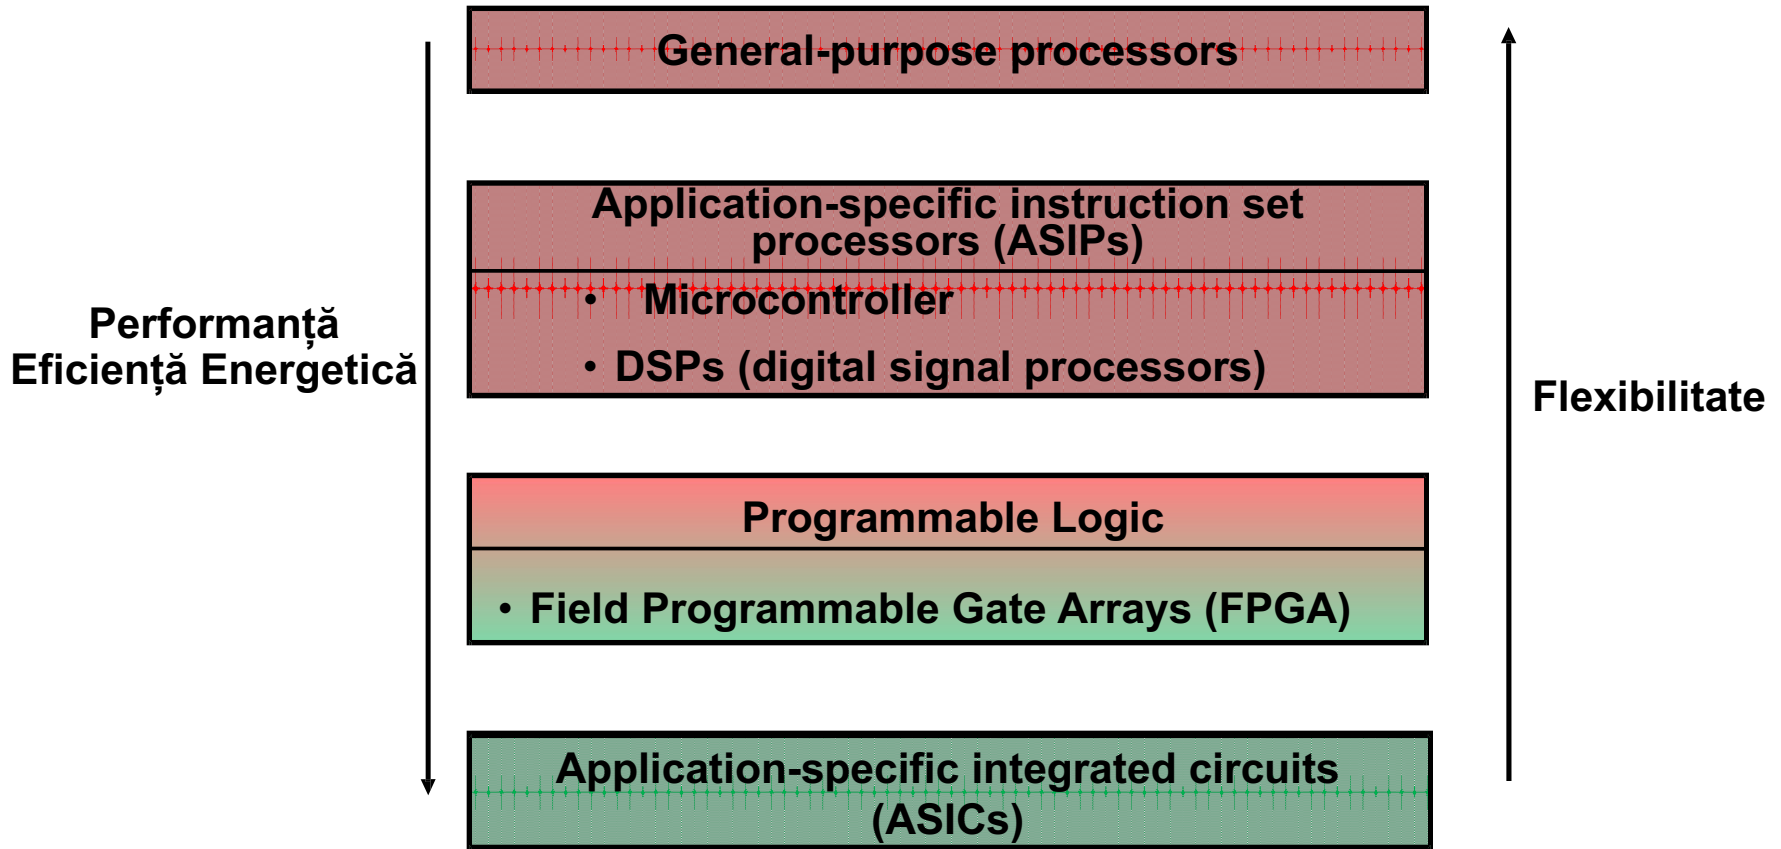 General-purpose processors
Application-specific instruction set
processors (ASIPs)
• Microcontroller
• DSPs (digital signal processors)
Performanță
Eficiență Energetică
Flexibilitate
Programmable Logic
• Field Programmable Gate Arrays (FPGA)
Application-specific integrated circuits
(ASICs)